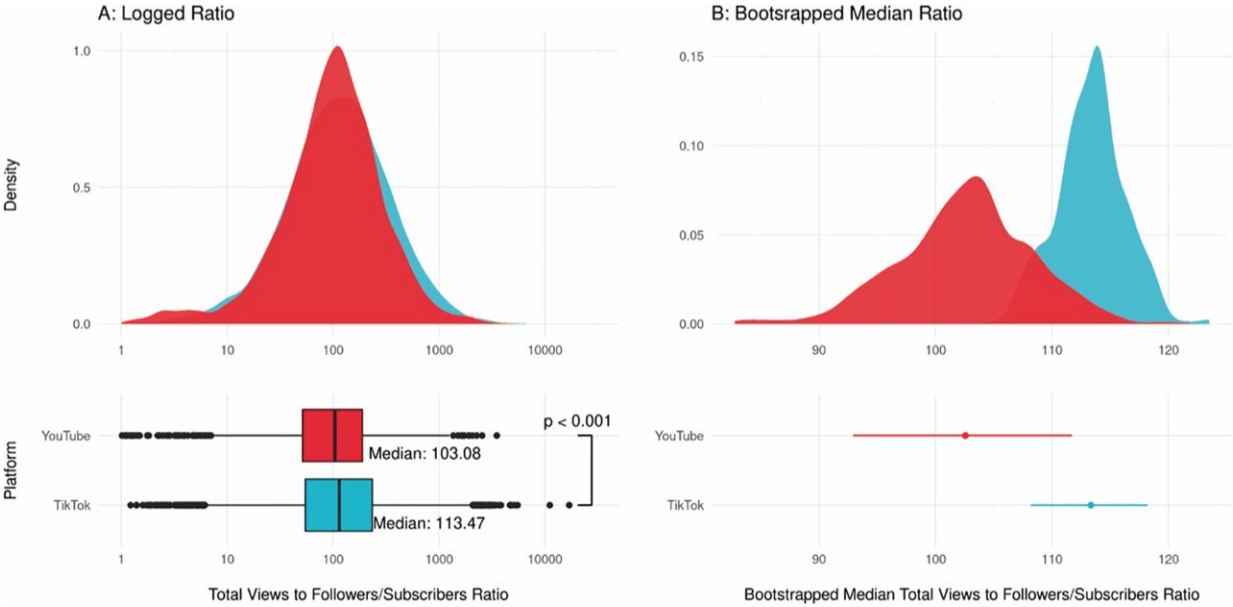 A: Logged Ratio
B: Bootsrapped Median Ratio
Density
1.0
0.5
0.0
1 10 100 1000 10000
0.15
0.10
0.05
0.00
90 100 110 120
Platform
YouTube
TikTok
p < 0.001
Median: 103.08
Median: 113.47
1 10 100 1000 10000
Total Views to Followers/Subscribers Ratio
YouTube
TikTok
90 100 110 120
Bootstrapped Median Total Views to Followers/Subscribers Ratio